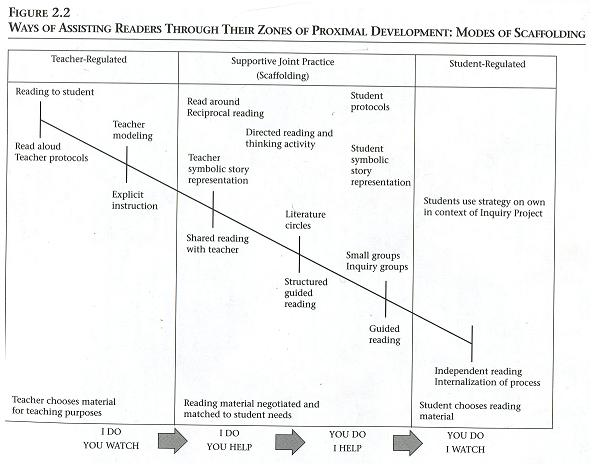 FIGURE 2.2
WAYS OF ASSISTING READERS THROUGH THEIR ZONES OF PROXIMAL DEVELOPMENT: MODES OF SCAFFOLDING
Teacher-Regulated
Supportive Joint Practice
(Scaffolding)
Student-Regulated
Reading to student
Read aloud
Teacher protocols
Teacher
modeling
Explicit
instruction
Read around
Reciprocal reading
Directed reading and
thinking activity
Student
protocols
Teacher
symbolic story
representation
Student
symbolic
story
representation
Shared reading
with teacher
Literature
circles
Structured
guided
reading
Small groups
Inquiry groups
Guided
reading
Students use strategy on own
in context of Inquiry Project
Independent reading
Internalization of process
Teacher chooses material
for teaching purposes
Reading material negotiated and
matched to student needs
Student chooses reading
material
I DO
YOU WATCH
I DO
YOU HELP
YOU DO
I HELP
YOU DO
I WATCH